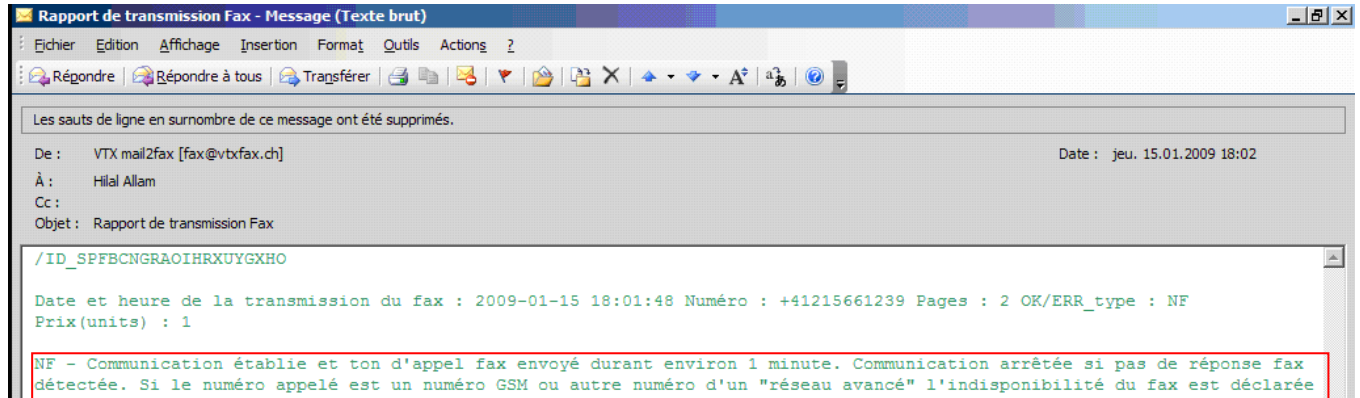 Rapport de transmission Fax - Message (Texte brut)
Fichier Edition Affichage Insertion Format Outils Actions ?
Répondre Répondre à tous Transférer
Les sauts de ligne en surnombre de ce message ont été supprimés.
De : VTX mail2fax [fax@vtxfax.ch] Date : jeu. 15.01.2009 18:02
À : Hilal Allam
Cc :
Objet : Rapport de transmission Fax
/ID_SPFBCNGRAOIHRXUYGXHO
Date et heure de la transmission du fax : 2009-01-15 18:01:48 Numéro : +41215661239 Pages : 2 OK/ERR_type : NF
Prix(units) : 1
NF - Communication établie et ton d'appel fax envoyé durant environ 1 minute. Communication arrêtée si pas de réponse fax
détectée. Si le numéro appelé est un numéro GSM ou autre numéro d'un "réseau avancé" l'indisponibilité du fax est déclarée